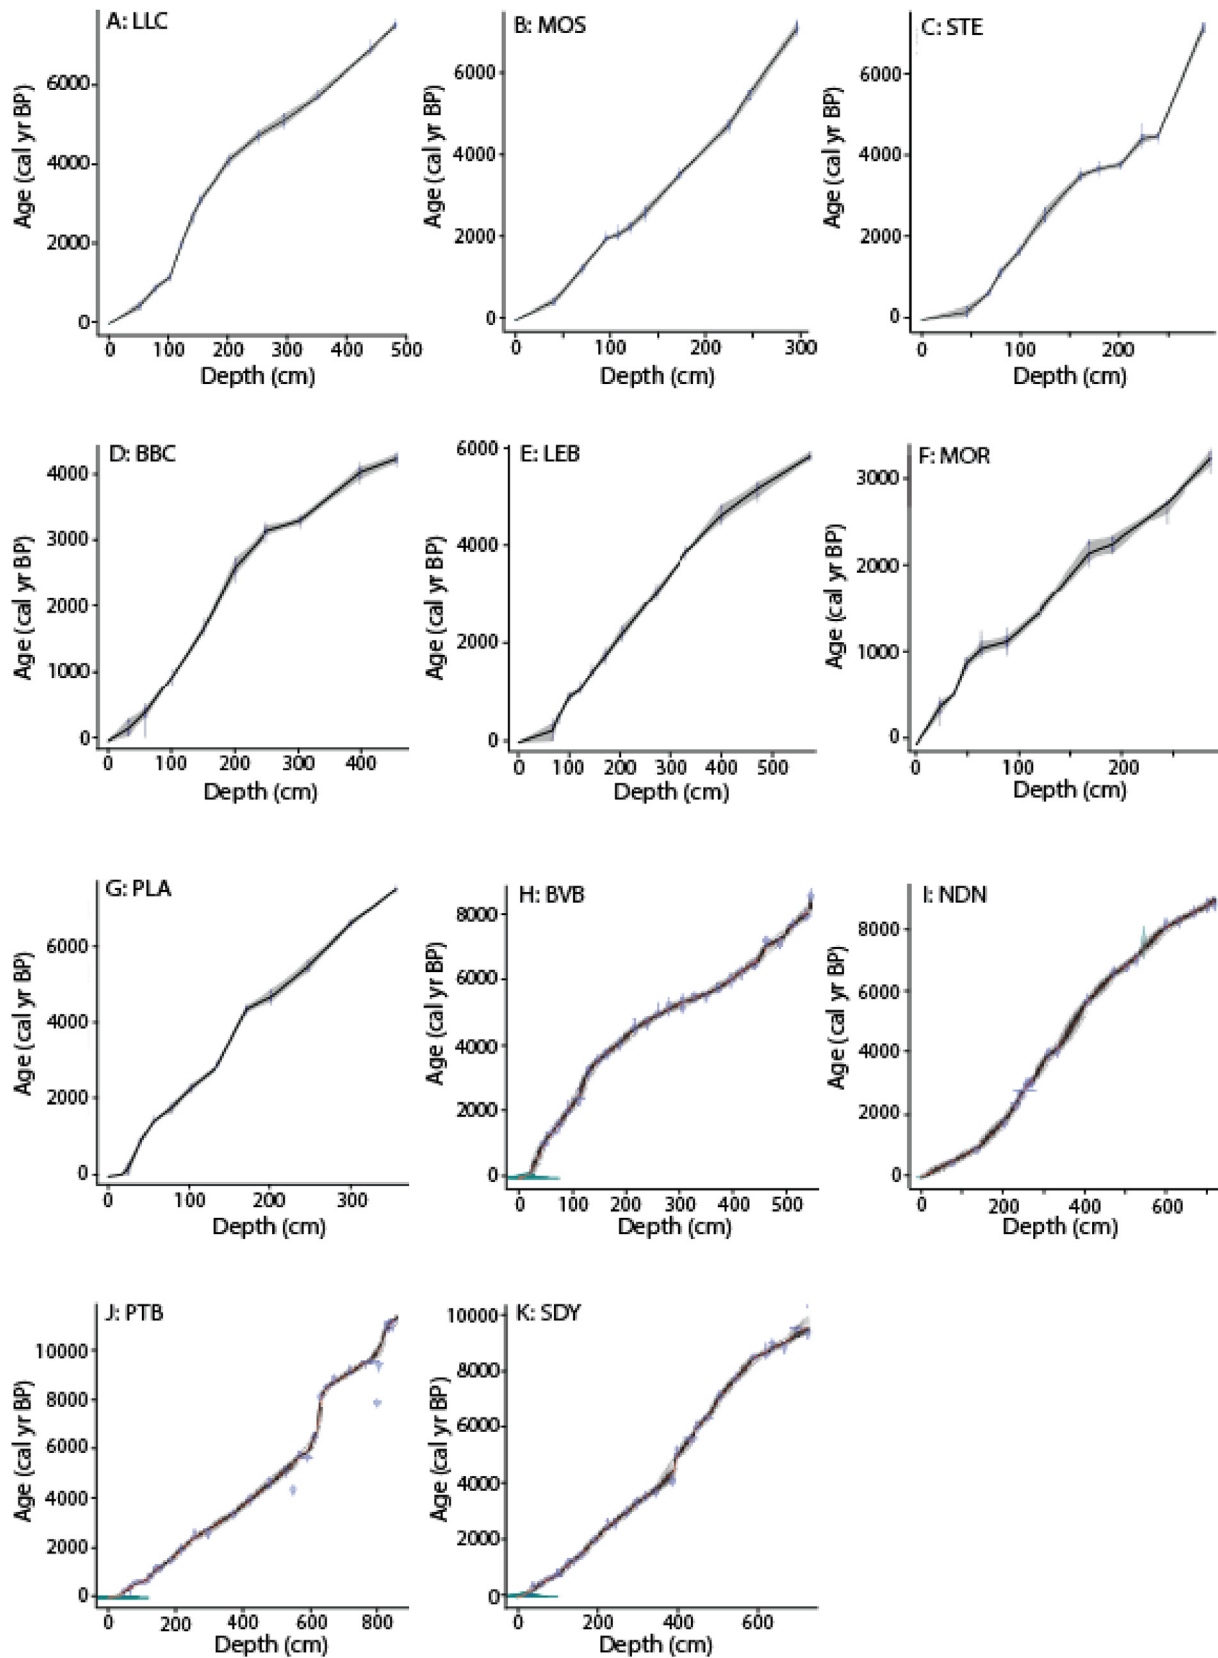 A: LLC
Age (cal yr BP)
6000
4000
2000
0
0 100 200 300 400 500
Depth (cm)
B: MOS
Age (cal yr BP)
6000
4000
2000
0
0 100 200 300
Depth (cm)
C: STE
Age (cal yr BP)
6000
4000
2000
0
0 100 200
Depth (cm)
D: BBC
Age (cal yr BP)
4000
3000
2000
1000
0
0 100 200 300 400
Depth (cm)
E: LEB
Age (cal yr BP)
6000
4000
2000
0
0 100 200 300 400 500
Depth (cm)
F: MOR
Age (cal yr BP)
3000
2000
1000
0
0 100 200
Depth (cm)
G: PLA
Age (cal yr BP)
6000
4000
2000
0
0 100 200 300
Depth (cm)
H: BVB
Age (cal yr BP)
8000
6000
4000
2000
0
0 100 200 300 400 500
Depth (cm)
I: NDN
Age (cal yr BP)
8000
6000
4000
2000
0
0 200 400 600
Depth (cm)
J: PTB
Age (cal yr BP)
10000
8000
6000
4000
2000
0
0 200 400 600 800
Depth (cm)
K: SDY
Age (cal yr BP)
10000
8000
6000
4000
2000
0
0 200 400 600
Depth (cm)